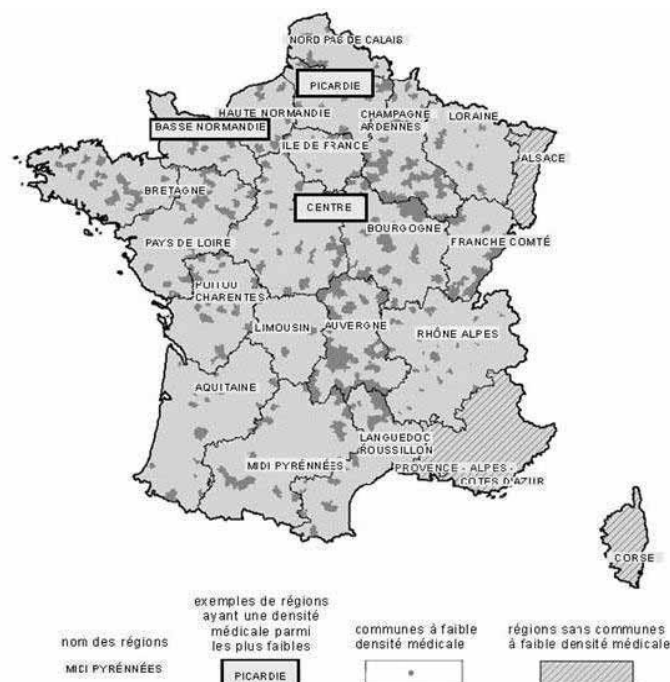 NORD PAS DE CALAIS
PICARDIE
HAUTE NORMANDIE
CHAMPAGNE
ARDENNES
LORAINE
BASSE NORMANDIE
ILE DE FRANCE
ALSACE
BRETAGNE
CENTRE
BOURGOGNE
PAYS DE LOIRE
FRANCHE COMTÉ
POITOU
CHARENTES
LIMOUSIN
AUVERGNE
RHÔNE ALPES
AQUITAINE
LANGUEDOC
ROUSSILLON
MIDI PYRÉNNÉES
PROVENCE - ALPES -
COTES D'AZUR
CORSE
nom des régions
MIDI PYRÉNNÉES
exemples de régions
ayant une densité
médicale parmi
les plus faibles
PICARDIE
communes à faible
densité médicale
régions sans communes
à faible densité médicale